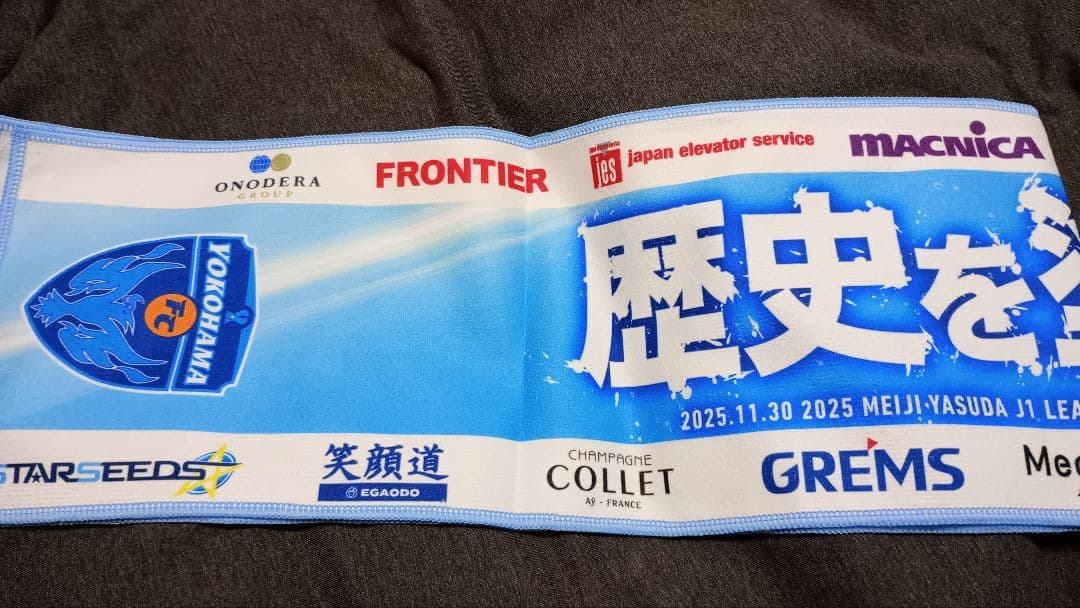 ONODERA
GROUP
FRONTIER
jes japan elevator service
MACNICA
YOKOHAMA
FC
歴史を
2025.11.30 2025 MEIJI YASUDA J1 LEA
STARSEEDS
笑顔道
EGAODO
CHAMPAGNE
COLLET
AŸ - FRANCE
GREMS
Med